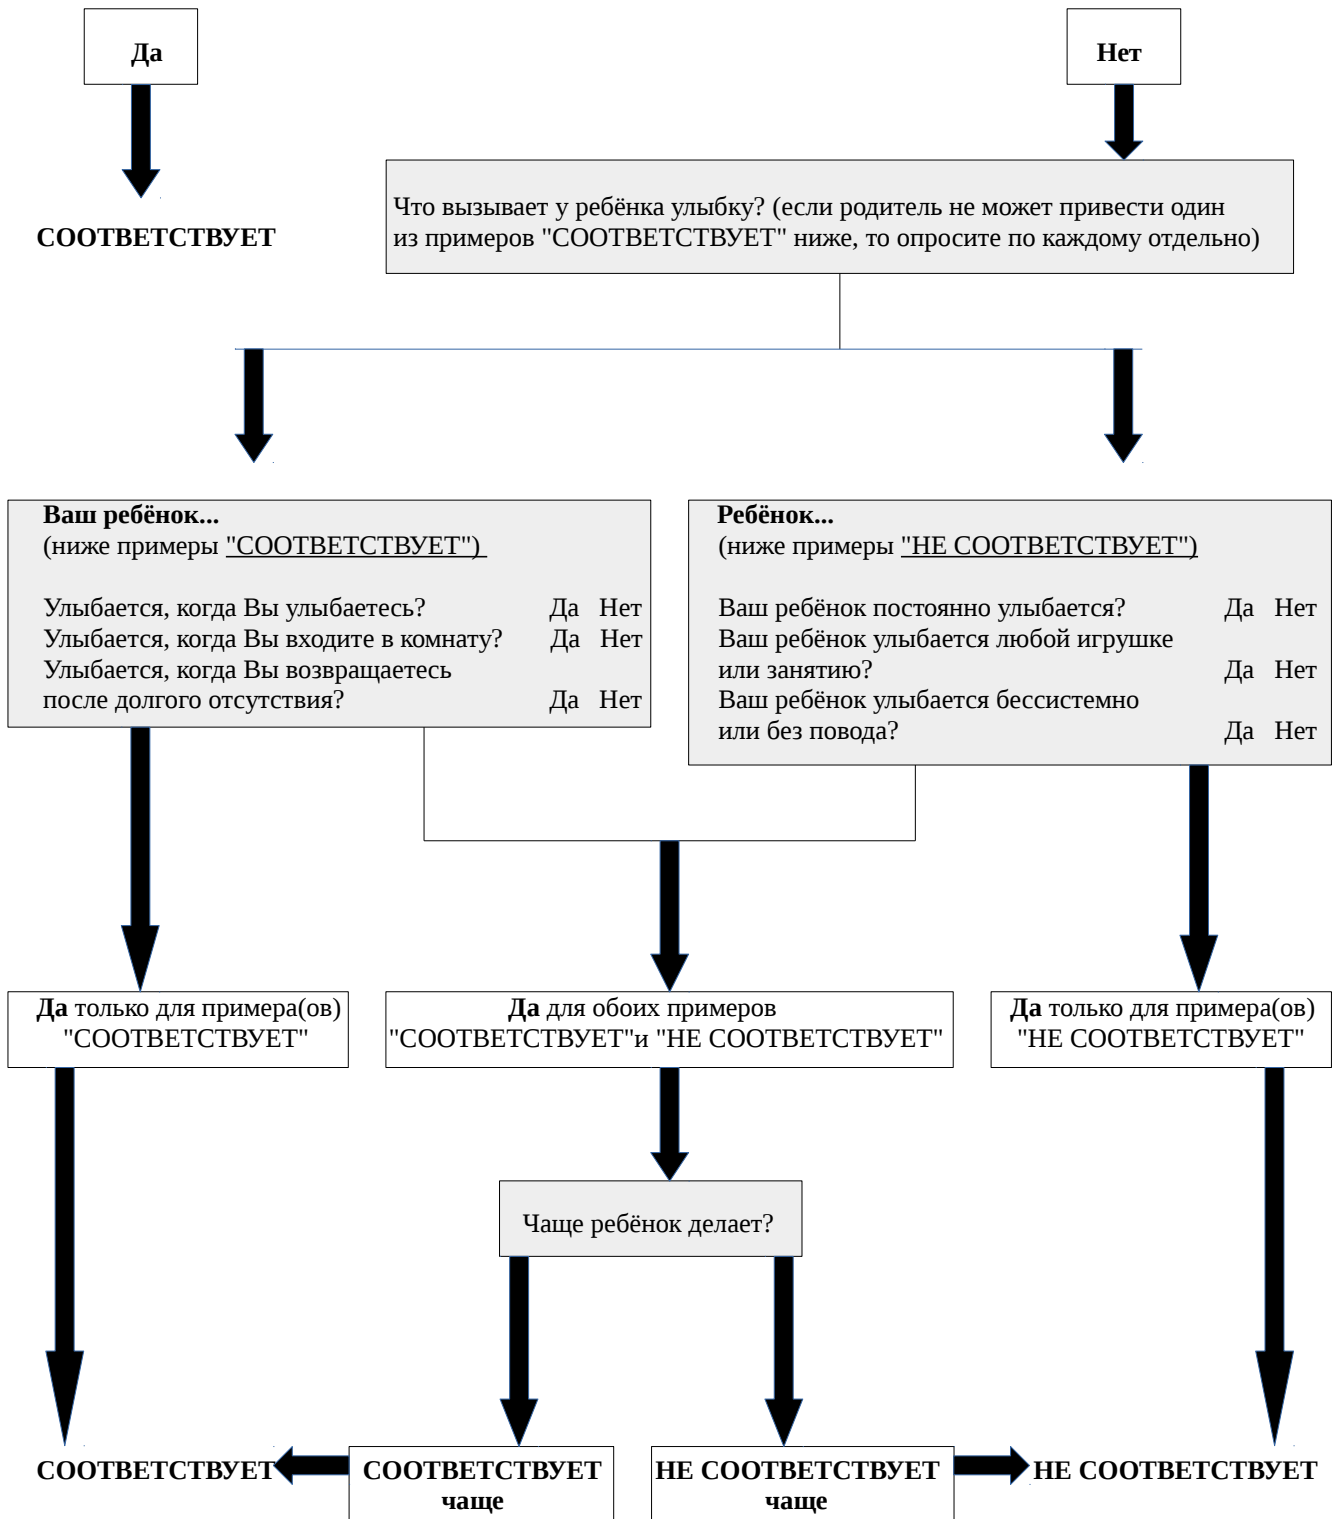 Да
Нет
СООТВЕТСТВУЕТ
Что вызывает у ребёнка улыбку? (если родитель не может привести один
из примеров "СООТВЕТСТВУЕТ" ниже, то опросите по каждому отдельно)
Ваш ребёнок...
(ниже примеры "СООТВЕТСТВУЕТ")
Улыбается, когда Вы улыбаетесь? Да Нет
Улыбается, когда Вы входите в комнату? Да Нет
Улыбается, когда Вы возвращаетесь
после долгого отсутствия? Да Нет
Ребёнок...
(ниже примеры "НЕ СООТВЕТСТВУЕТ")
Ваш ребёнок постоянно улыбается? Да Нет
Ваш ребёнок улыбается любой игрушке
или занятию? Да Нет
Ваш ребёнок улыбается бессистемно
или без повода? Да Нет
Да только для примера(ов)
"СООТВЕТСТВУЕТ"
Да для обоих примеров
"СООТВЕТСТВУЕТ"и "НЕ СООТВЕТСТВУЕТ"
Да только для примера(ов)
"НЕ СООТВЕТСТВУЕТ"
Чаще ребёнок делает?
СООТВЕТСТВУЕТ
СООТВЕТСТВУЕТ
чаще
НЕ СООТВЕТСТВУЕТ
чаще
НЕ СООТВЕТСТВУЕТ